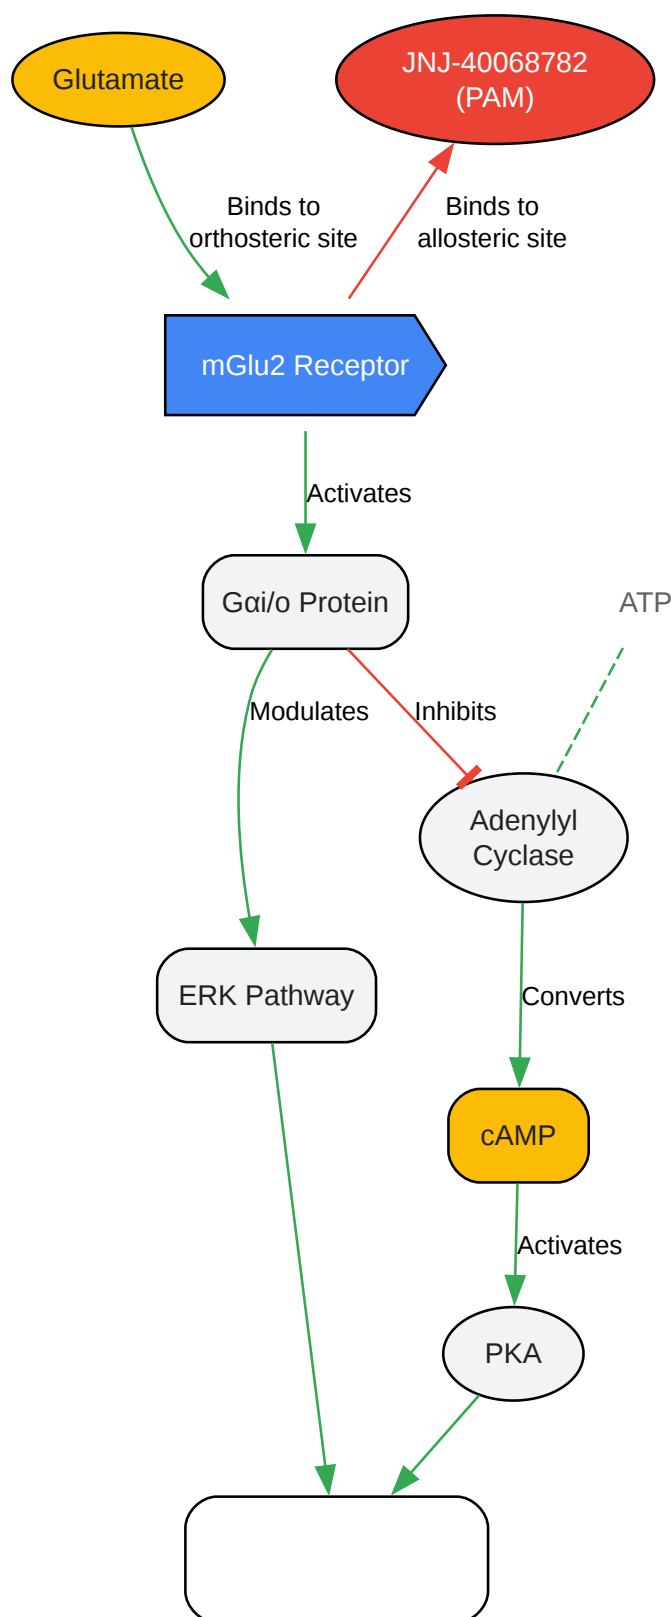 Glutamate
JNJ-40068782
(PAM)
Binds to
orthosteric site
Binds to
allosteric site
mGlu2 Receptor
Activates
Gαi/o Protein
ATP
Modulates
Inhibits
Adenylyl
Cyclase
ERK Pathway
Converts
cAMP
Activates
PKA